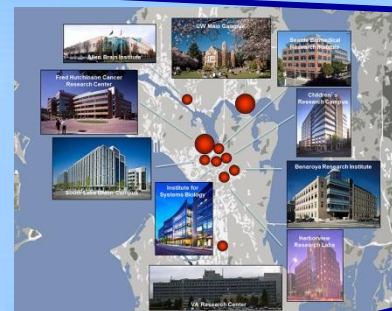 Allen Brain Institute
UW Main Campus
Seattle Biomedical
Research Institute
Fred Hutchinson Cancer
Research Center
Children's
Research Campus
South Lake Union Campus
Benaroya Research Institute
Institute for
Systems Biology
Harborview
Research Labs
VA Research Center